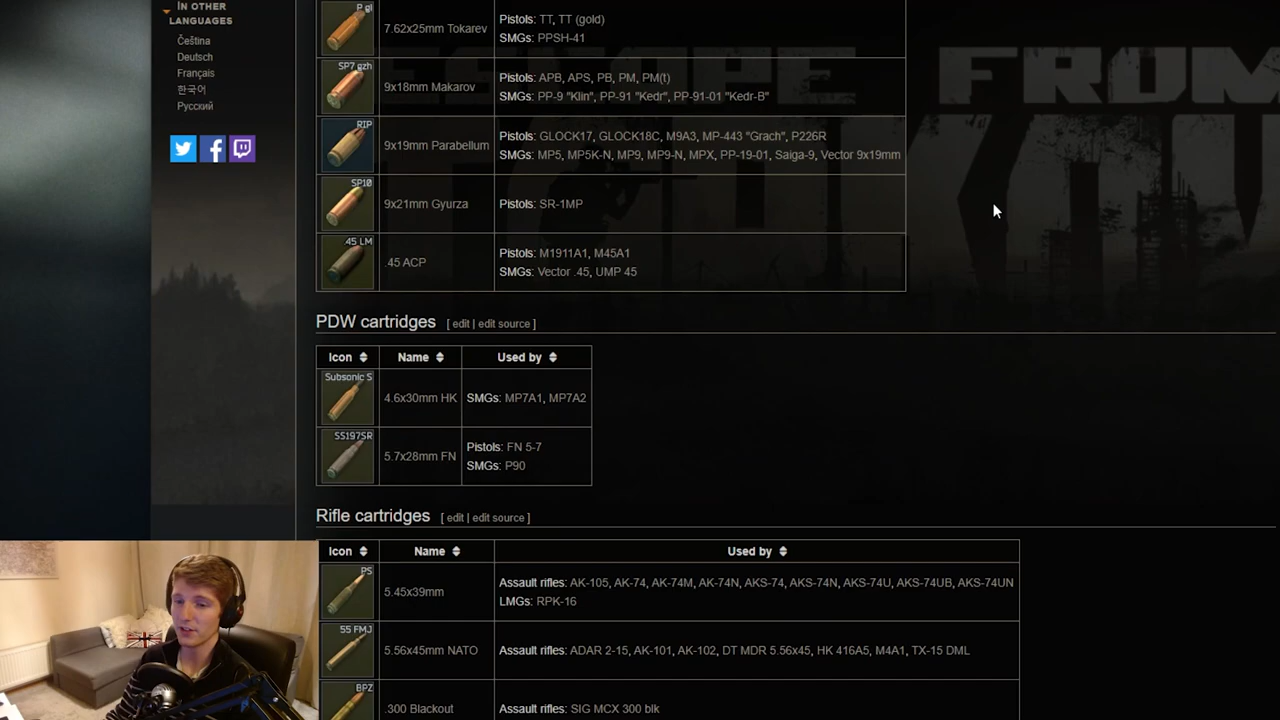 IN OTHER
LANGUAGES
Čeština
Deutsch
Français
한국어
Русский
ESCAPE FROM
P gl
7.62x25mm Tokarev
Pistols: TT, TT (gold)
SMGs: PPSH-41
SP7 gzh
9x18mm Makarov
Pistols: APB, APS, PB, PM, PM(t)
SMGs: PP-9 "Klin", PP-91 "Kedr", PP-91-01 "Kedr-B"
RIP
9x19mm Parabellum
Pistols: GLOCK17, GLOCK18C, M9A3, MP-443 "Grach", P226R
SMGs: MP5, MP5K-N, MP9, MP9-N, MPX, PP-19-01, Saiga-9, Vector 9x19mm
SP10
9x21mm Gyurza
Pistols: SR-1MP
.45 LM
.45 ACP
Pistols: M1911A1, M45A1
SMGs: Vector .45, UMP 45
PDW cartridges [ edit | edit source ]
Icon Name Used by
Subsonic S
4.6x30mm HK
SMGs: MP7A1, MP7A2
SS197SR
5.7x28mm FN
Pistols: FN 5-7
SMGs: P90
Rifle cartridges [ edit | edit source ]
Icon Name Used by
PS
5.45x39mm
Assault rifles: AK-105, AK-74, AK-74M, AK-74N, AKS-74, AKS-74N, AKS-74U, AKS-74UB, AKS-74UN
LMGs: RPK-16
55 FMJ
5.56x45mm NATO
Assault rifles: ADAR 2-15, AK-101, AK-102, DT MDR 5.56x45, HK 416A5, M4A1, TX-15 DML
BPZ
.300 Blackout
Assault rifles: SIG MCX 300 blk